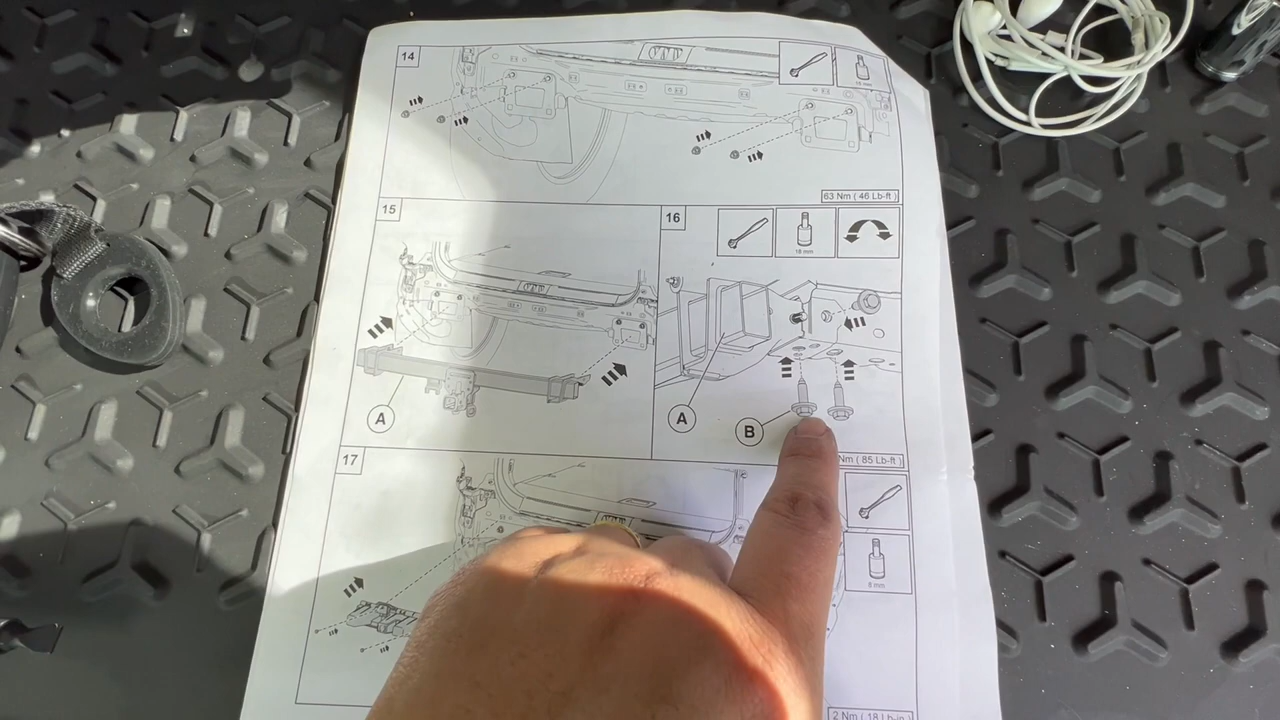 14
63 Nm ( 46 Lb-ft )
15
A
16
18 mm
A
B
Nm ( 85 Lb-ft )
17
8 mm
2 Nm ( 18 Lb-in )